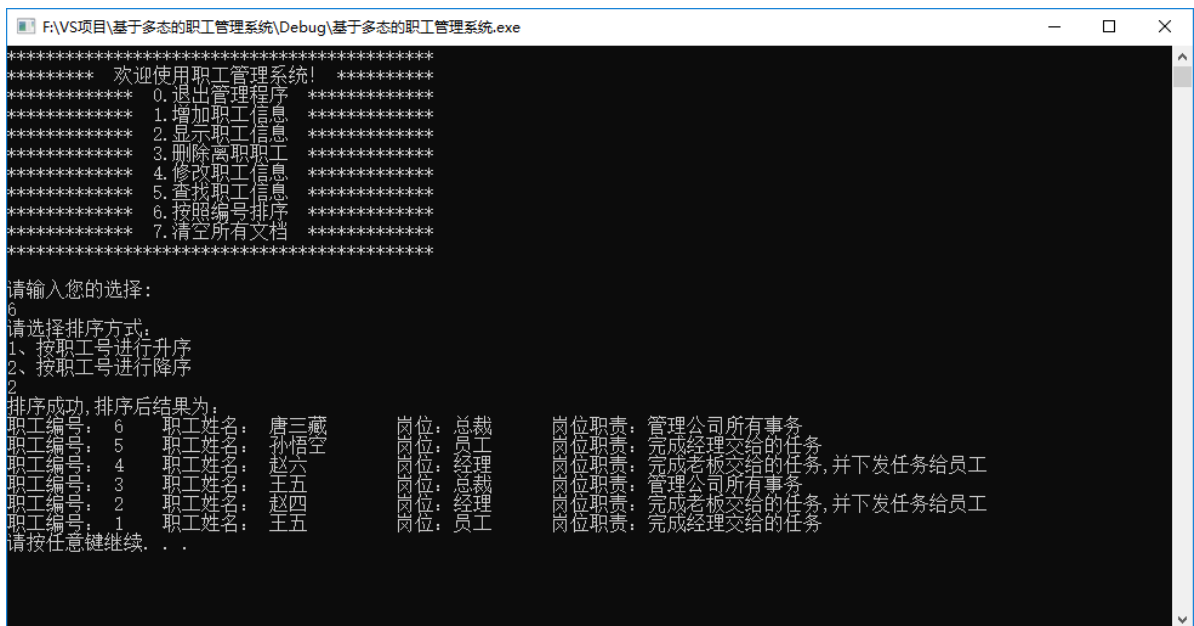 F:\VS项目\基于多态的职工管理系统\Debug\基于多态的职工管理系统.exe
********************************************
*********  欢迎使用职工管理系统!  **********
*************  0.退出管理程序  *************
*************  1.增加职工信息  *************
*************  2.显示职工信息  *************
*************  3.删除离职职工  *************
*************  4.修改职工信息  *************
*************  5.查找职工信息  *************
*************  6.按照编号排序  *************
*************  7.清空所有文档  *************
********************************************
请输入您的选择:
6
请选择排序方式:
1、按职工号进行升序
2、按职工号进行降序
2
排序成功,排序后结果为:
职工编号: 6 职工姓名: 唐三藏 岗位:总裁 岗位职责:管理公司所有事务
职工编号: 5 职工姓名: 孙悟空 岗位:员工 岗位职责:完成经理交给的任务
职工编号: 4 职工姓名: 赵六 岗位:经理 岗位职责:完成老板交给的任务,并下发任务给员工
职工编号: 3 职工姓名: 王五 岗位:总裁 岗位职责:管理公司所有事务
职工编号: 2 职工姓名: 赵四 岗位:经理 岗位职责:完成老板交给的任务,并下发任务给员工
职工编号: 1 职工姓名: 王五 岗位:员工 岗位职责:完成经理交给的任务
请按任意键继续. . .